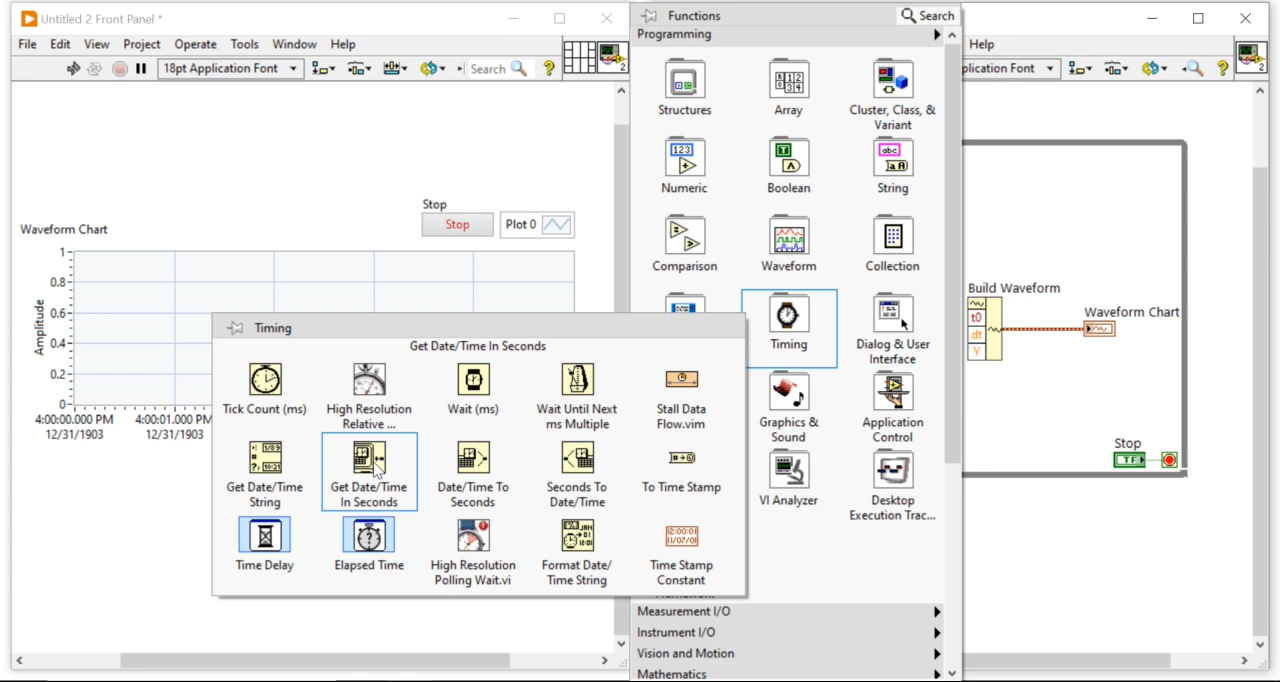 Untitled 2 Front Panel *
File Edit View Project Operate Tools Window Help
18pt Application Font
Search
2
Stop
Stop
Plot 0
Waveform Chart
1
0.8
0.6
0.4
0.2
0
Amplitude
4:00:00.000 PM
12/31/1903
4:00:01.000 PM
12/31/1903
Functions
Search
Programming
Structures
Array
Cluster, Class, &
Variant
Numeric
Boolean
String
Comparison
Waveform
Collection
Timing
Dialog & User
Interface
Graphics &
Sound
Application
Control
VI Analyzer
Desktop
Execution Trac...
Measurement I/O
Instrument I/O
Vision and Motion
Mathematics
Timing
Get Date/Time In Seconds
Tick Count (ms)
High Resolution
Relative ...
Wait (ms)
Wait Until Next
ms Multiple
Stall Data
Flow.vim
Get Date/Time
String
Get Date/Time
In Seconds
Date/Time To
Seconds
Seconds To
Date/Time
To Time Stamp
Time Delay
Elapsed Time
High Resolution
Polling Wait.vi
Format Date/
Time String
Time Stamp
Constant
Help
plication Font
2
Build Waveform
t0
dt
Y
Waveform Chart
Stop
TF